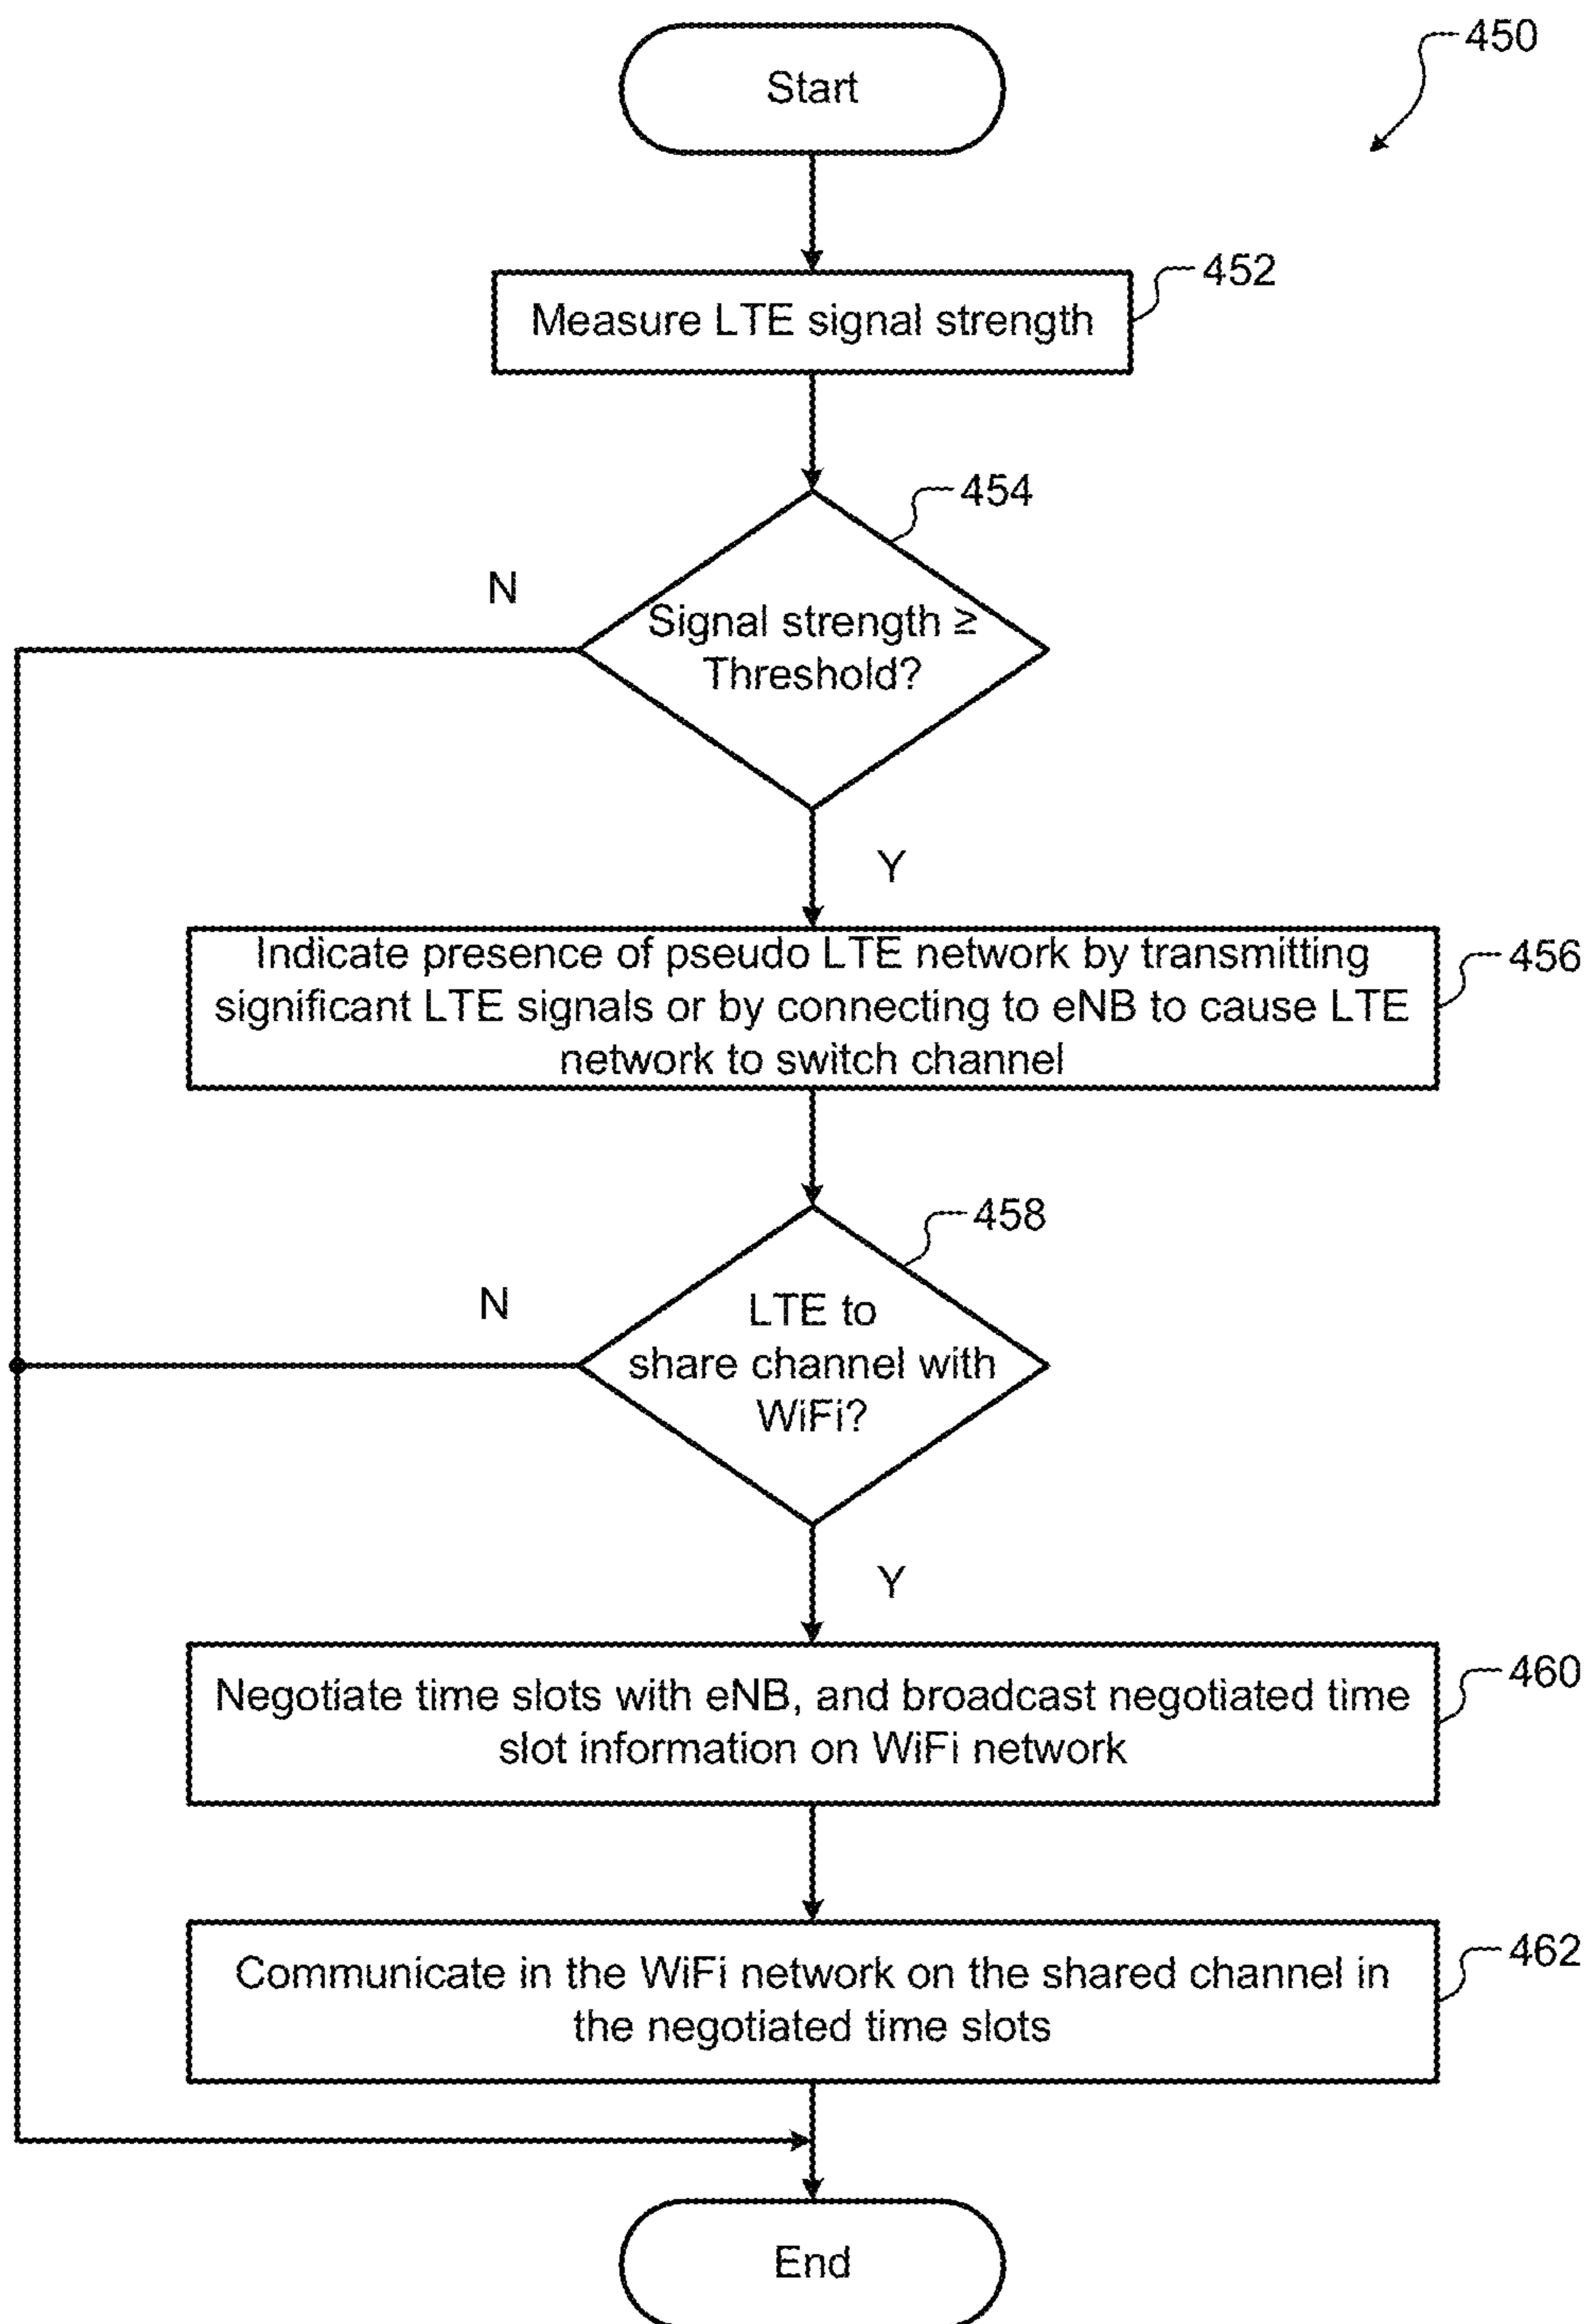 450
Start
452
Measure LTE signal strength
454
N
Signal strength ≥
Threshold?
Y
Indicate presence of pseudo LTE network by transmitting
significant LTE signals or by connecting to eNB to cause LTE
network to switch channel
456
458
N
LTE to
share channel with
WiFi?
Y
Negotiate time slots with eNB, and broadcast negotiated time
slot information on WiFi network
460
Communicate in the WiFi network on the shared channel in
the negotiated time slots
462
End